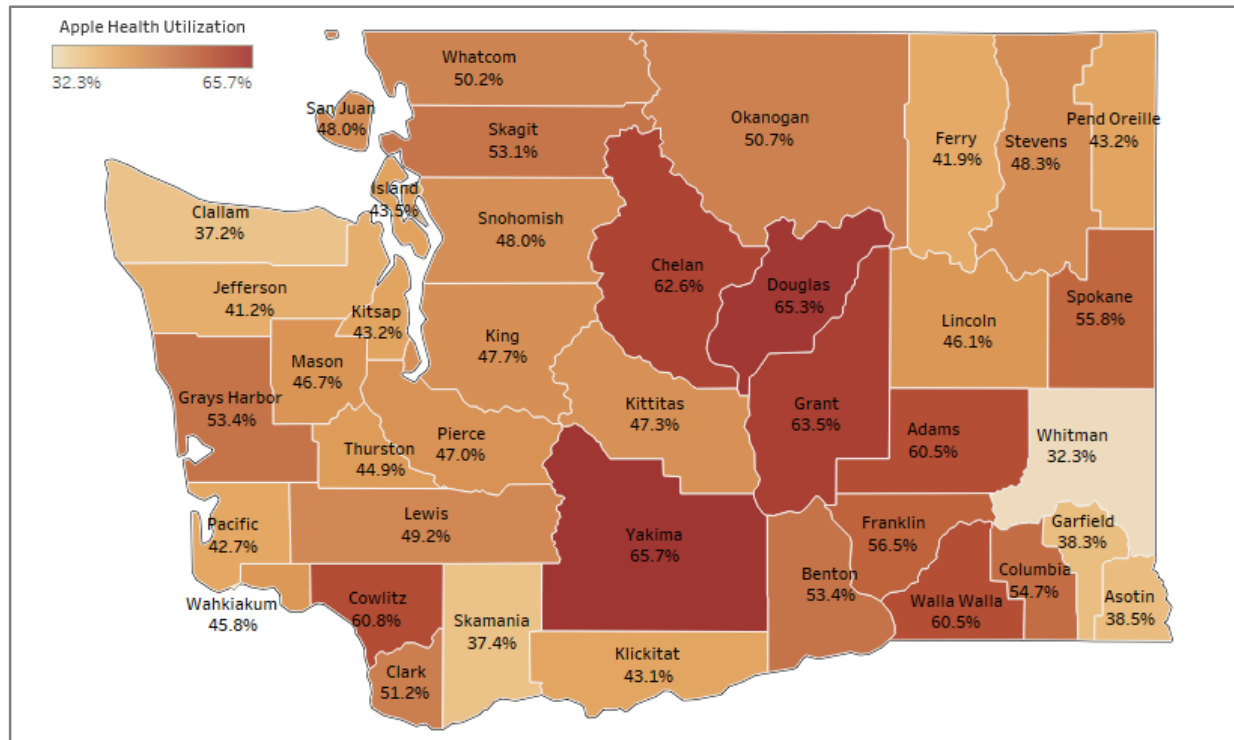 Apple Health Utilization
32.3% 65.7%
Whatcom
50.2%
San Juan
48.0%
Skagit
53.1%
Okanogan
50.7%
Ferry
41.9%
Stevens
48.3%
Pend Oreille
43.2%
Island
43.5%
Clallam
37.2%
Snohomish
48.0%
Chelan
62.6%
Douglas
65.3%
Jefferson
41.2%
Kitsap
43.2%
King
47.7%
Lincoln
46.1%
Spokane
55.8%
Mason
46.7%
Grays Harbor
53.4%
Kittitas
47.3%
Grant
63.5%
Adams
60.5%
Whitman
32.3%
Thurston
44.9%
Pierce
47.0%
Pacific
42.7%
Lewis
49.2%
Yakima
65.7%
Franklin
56.5%
Garfield
38.3%
Benton
53.4%
Columbia
54.7%
Wahkiakum
45.8%
Cowlitz
60.8%
Skamania
37.4%
Walla Walla
60.5%
Asotin
38.5%
Klickitat
43.1%
Clark
51.2%